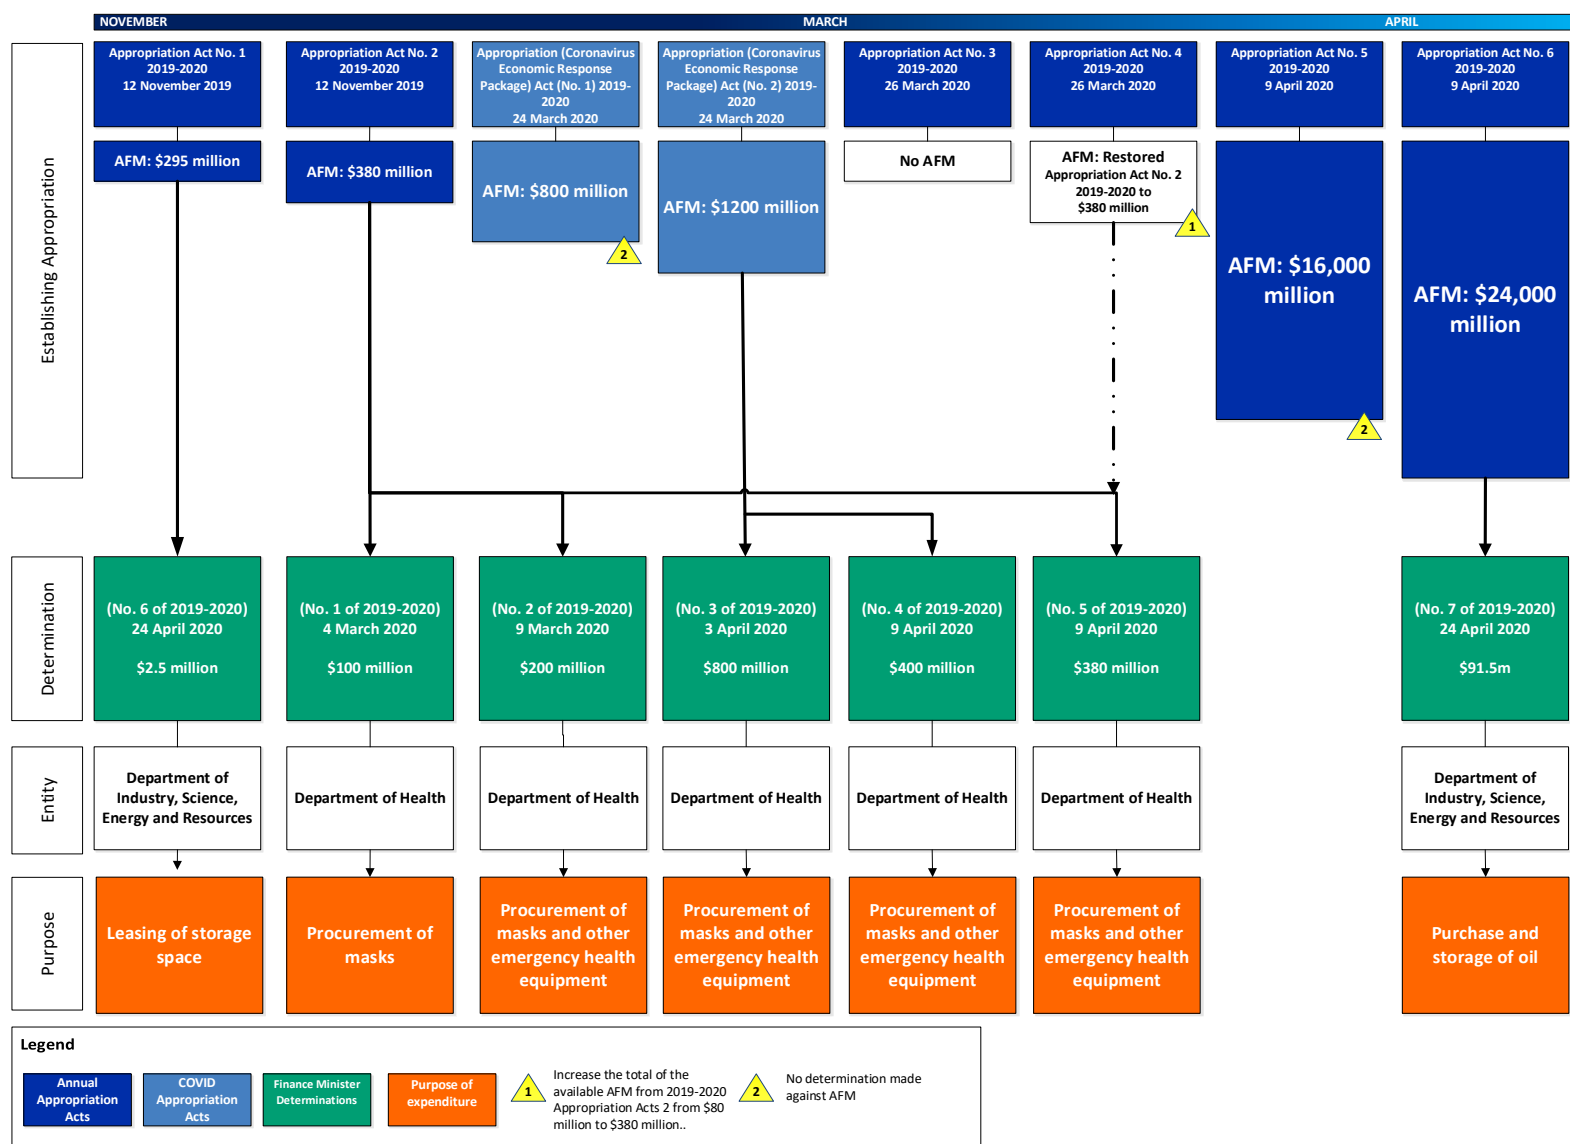 NOVEMBER
MARCH
APRIL
Establishing Appropriation
Appropriation Act No. 1
2019-2020
12 November 2019
Appropriation Act No. 2
2019-2020
12 November 2019
Appropriation (Coronavirus
Economic Response
Package) Act (No. 1) 2019-
2020
24 March 2020
Appropriation (Coronavirus
Economic Response
Package) Act (No. 2) 2019-
2020
24 March 2020
Appropriation Act No. 3
2019-2020
26 March 2020
Appropriation Act No. 4
2019-2020
26 March 2020
Appropriation Act No. 5
2019-2020
9 April 2020
Appropriation Act No. 6
2019-2020
9 April 2020
AFM: $295 million
AFM: $380 million
AFM: $800 million
2
AFM: $1200 million
No AFM
AFM: Restored
Appropriation Act No. 2
2019-2020 to
$380 million
1
AFM: $16,000
million
2
AFM: $24,000
million
Determination
(No. 6 of 2019-2020)
24 April 2020
$2.5 million
(No. 1 of 2019-2020)
4 March 2020
$100 million
(No. 2 of 2019-2020)
9 March 2020
$200 million
(No. 3 of 2019-2020)
3 April 2020
$800 million
(No. 4 of 2019-2020)
9 April 2020
$400 million
(No. 5 of 2019-2020)
9 April 2020
$380 million
(No. 7 of 2019-2020)
24 April 2020
$91.5m
Entity
Department of
Industry, Science,
Energy and Resources
Department of Health
Department of Health
Department of Health
Department of Health
Department of Health
Department of
Industry, Science,
Energy and Resources
Purpose
Leasing of storage
space
Procurement of
masks
Procurement of
masks and other
emergency health
equipment
Procurement of
masks and other
emergency health
equipment
Procurement of
masks and other
emergency health
equipment
Procurement of
masks and other
emergency health
equipment
Purchase and
storage of oil
Legend
Annual
Appropriation
Acts
COVID
Appropriation
Acts
Finance Minister
Determinations
Purpose of
expenditure
1
Increase the total of the
available AFM from 2019-2020
Appropriation Acts 2 from $80
million to $380 million..
2
No determination made
against AFM